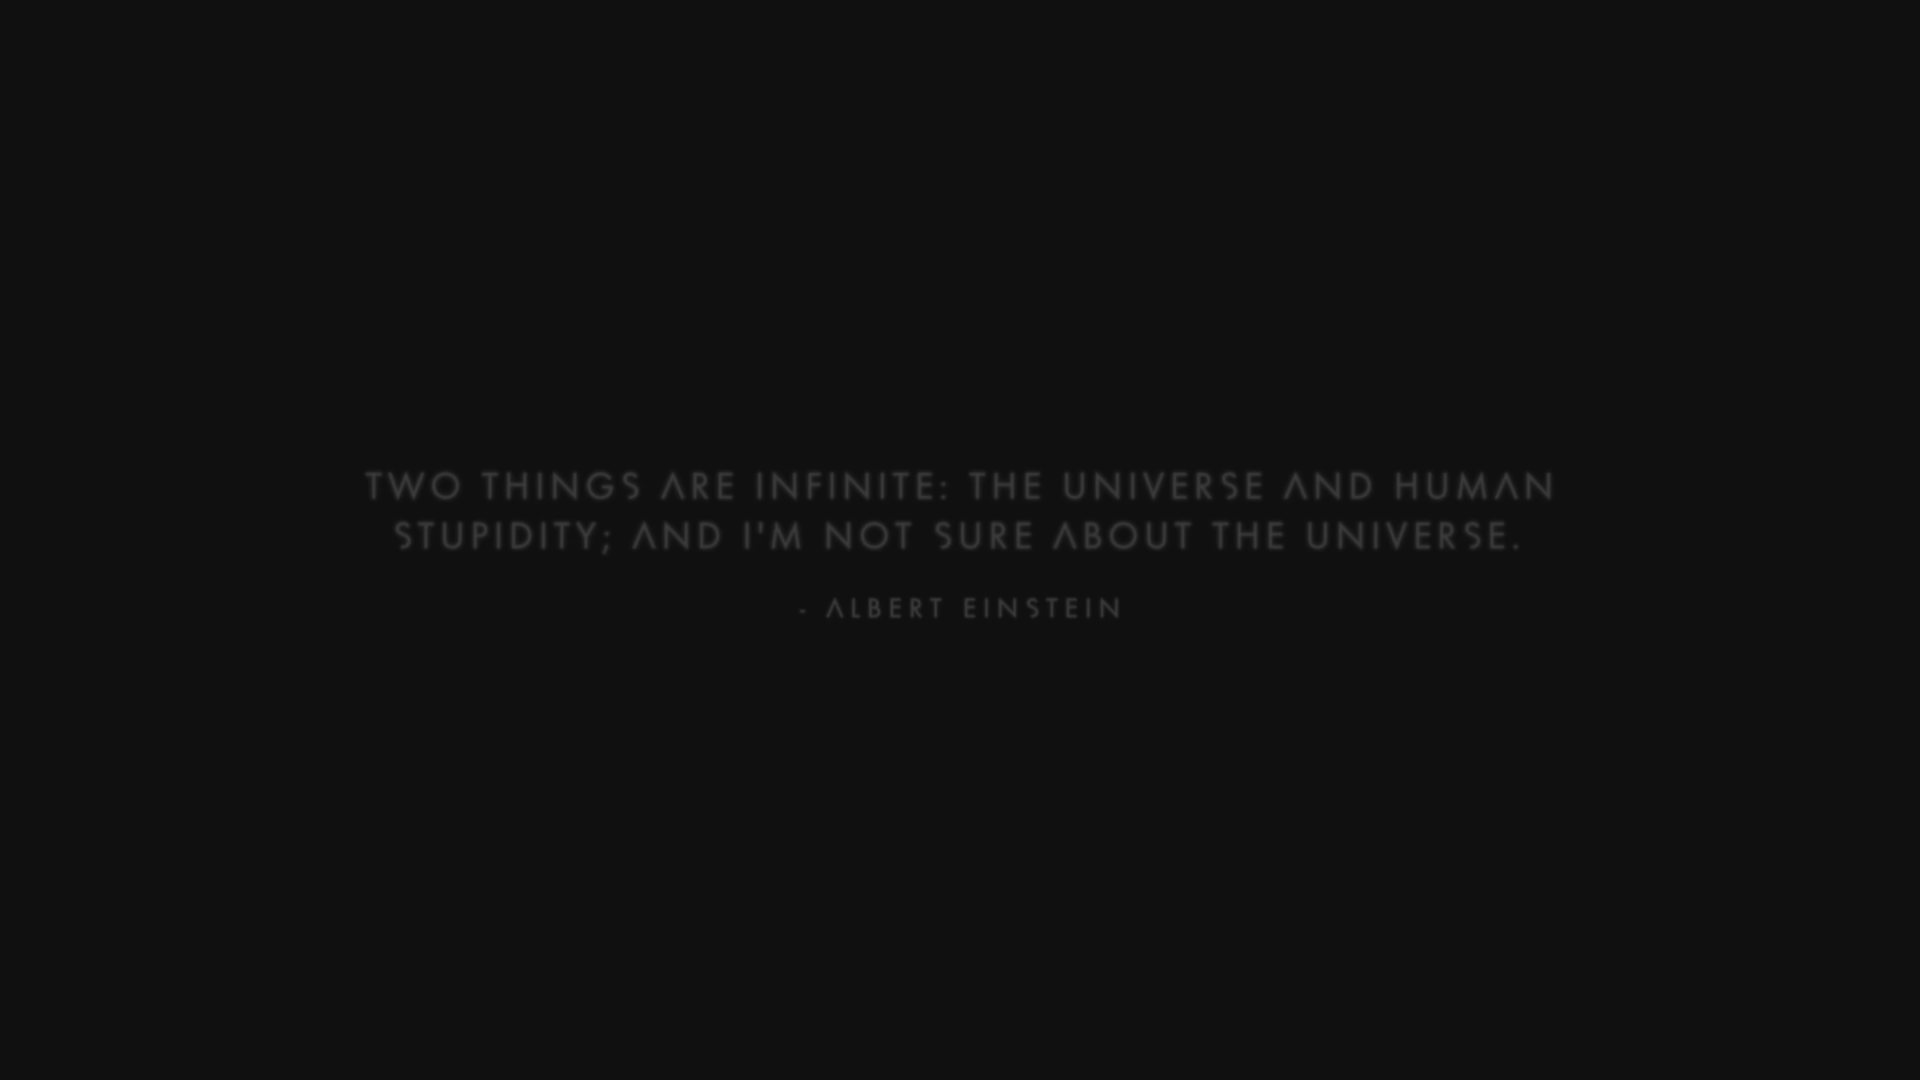 TWO THINGS ARE INFINITE: THE UNIVERSE AND HUMAN
STUPIDITY; AND I'M NOT SURE ABOUT THE UNIVERSE.
- ALBERT EINSTEIN